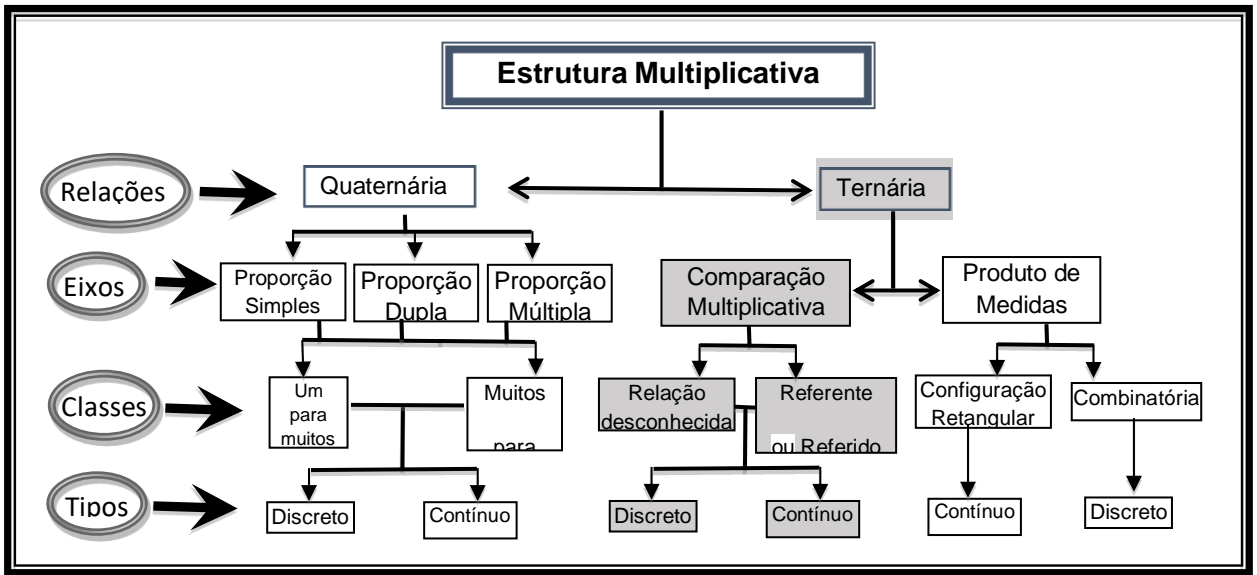 Estrutura Multiplicativa
Relações
Quaternária
Ternária
Eixos
Proporção
Simples
Proporção
Dupla
Proporção
Múltipla
Comparação
Multiplicativa
Produto de
Medidas
Classes
Um
para
muitos
Muitos
para
Relação
desconhecida
Referente
ou Referido
Configuração
Retangular
Combinatória
Tipos
Discreto
Contínuo
Discreto
Contínuo
Contínuo
Discreto